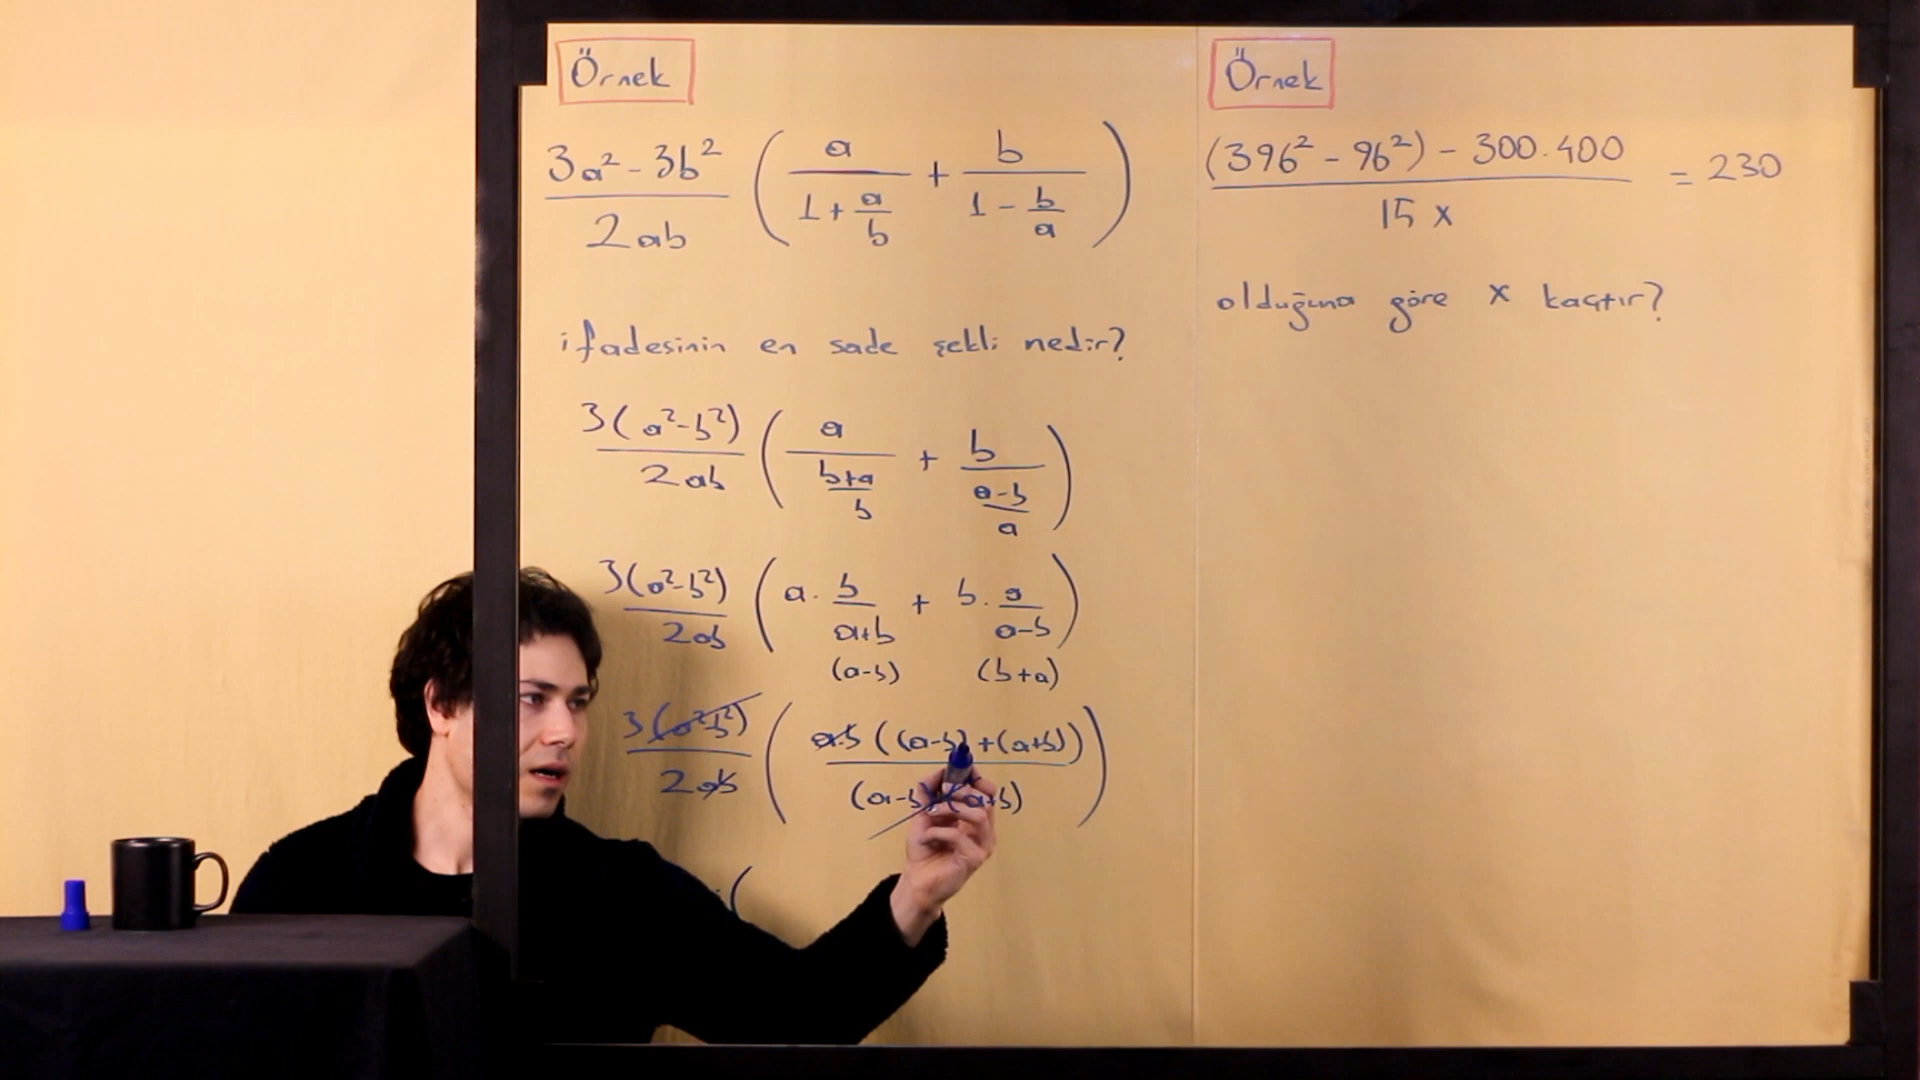 Örnek
3a² - 3b² / 2ab ( a / (1 + a/b) + b / (1 - b/a) )
ifadesinin en sade şekli nedir?
3(a²-b²) / 2ab ( a / ((b+a)/b) + b / ((a-b)/a) )
3(a²-b²) / 2ab ( a · b / (a+b) + b · a / (a-b) )
(a-b) (b+a)
3(a²-b²) / 2ab ( a·b ((a-b)+(a+b)) / (a-b)·(a+b) )
Örnek
(396² - 96²) - 300.400 / 15x = 230
olduğuna göre x kaçtır?